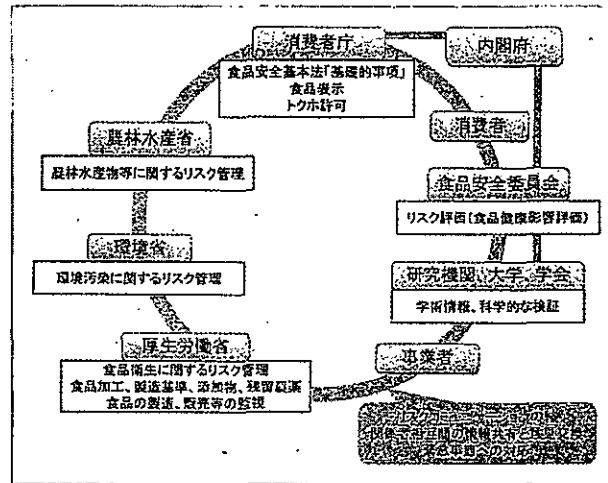 消費者庁
内閣府
食品安全基本法「基礎的事項」
食品表示
トクホ許可
消費者
農林水産省
農林水産物等に関するリスク管理
食品安全委員会
リスク評価(食品健康影響評価)
環境省
環境汚染に関するリスク管理
研究機関、大学、学会
学術情報、科学的な検証
厚生労働省
食品衛生に関するリスク管理
食品加工、製造基準、添加物、残留農薬
食品の製造、販売等の監視
事業者